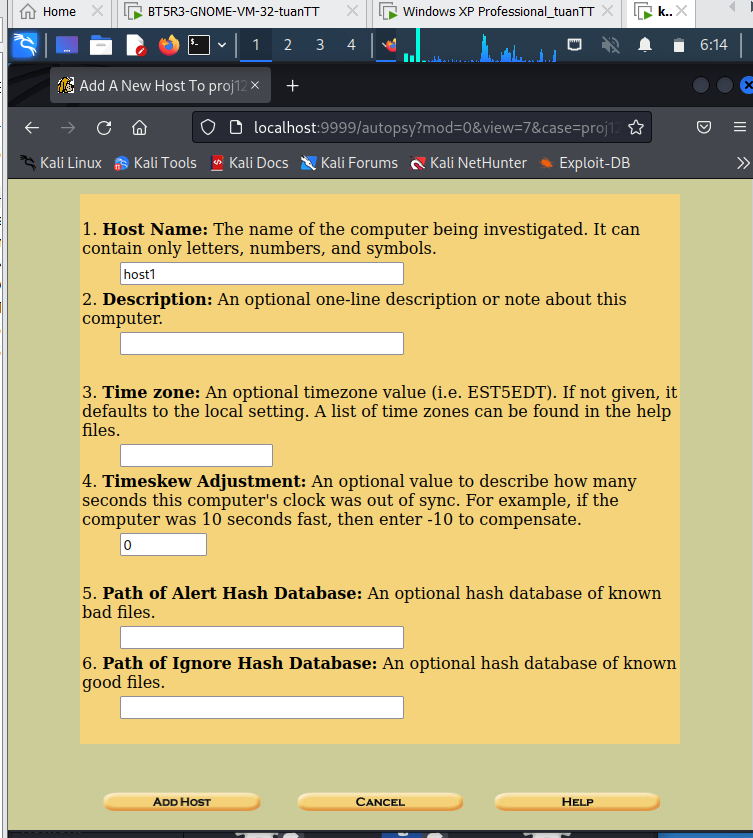 Home BT5R3-GNOME-VM-32-tuanTT Windows XP Professional_tuanTT k..
1 2 3 4 6:14
Add A New Host To proj12
localhost:9999/autopsy?mod=0&view=7&case=proj1
Kali Linux Kali Tools Kali Docs Kali Forums Kali NetHunter Exploit-DB
1. Host Name: The name of the computer being investigated. It can
contain only letters, numbers, and symbols.
host1
2. Description: An optional one-line description or note about this
computer.
3. Time zone: An optional timezone value (i.e. EST5EDT). If not given, it
defaults to the local setting. A list of time zones can be found in the help
files.
4. Timeskew Adjustment: An optional value to describe how many
seconds this computer's clock was out of sync. For example, if the
computer was 10 seconds fast, then enter -10 to compensate.
0
5. Path of Alert Hash Database: An optional hash database of known
bad files.
6. Path of Ignore Hash Database: An optional hash database of known
good files.
ADD HOST CANCEL HELP